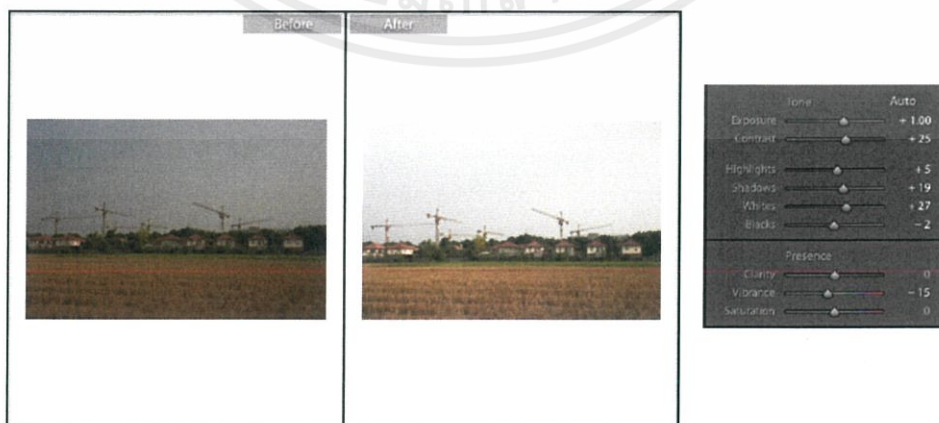 Before
After
Tone Auto
Exposure + 1.00
Contrast + 25
Highlights + 5
Shadows + 19
Whites + 27
Blacks - 2
Presence
Clarity 0
Vibrance - 15
Saturation 0